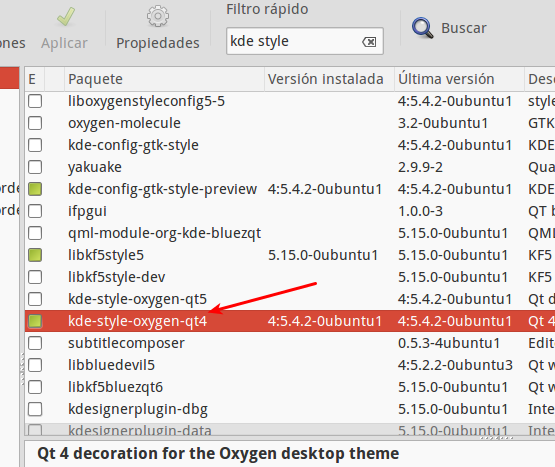 Filtro rápido
ones Aplicar Propiedades kde style Buscar
E Paquete Versión instalada Última versión Des
liboxygenstyleconfig5-5 4:5.4.2-0ubuntu1 style
oxygen-molecule 3.2-0ubuntu1 GTK
kde-config-gtk-style 4:5.4.2-0ubuntu1 KDE
yakuake 2.9.9-2 Qua
kde-config-gtk-style-preview 4:5.4.2-0ubuntu1 4:5.4.2-0ubuntu1 KDE
ifpgui 1.0.0-3 QT b
qml-module-org-kde-bluezqt 5.15.0-0ubuntu1 QML
libkf5style5 5.15.0-0ubuntu1 5.15.0-0ubuntu1 KF5
libkf5style-dev 5.15.0-0ubuntu1 KF5
kde-style-oxygen-qt5 4:5.4.2-0ubuntu1 Qt d
kde-style-oxygen-qt4 4:5.4.2-0ubuntu1 4:5.4.2-0ubuntu1 Qt 4
subtitlecomposer 0.5.3-4ubuntu1 Edit
libbluedevil5 4:5.2.2-0ubuntu3 Qt w
libkf5bluezqt6 5.15.0-0ubuntu1 Qt w
kdesignerplugin-dbg 5.15.0-0ubuntu1 Inte
kdesignerplugin-data 5.15.0-0ubuntu1 Inte
Qt 4 decoration for the Oxygen desktop theme